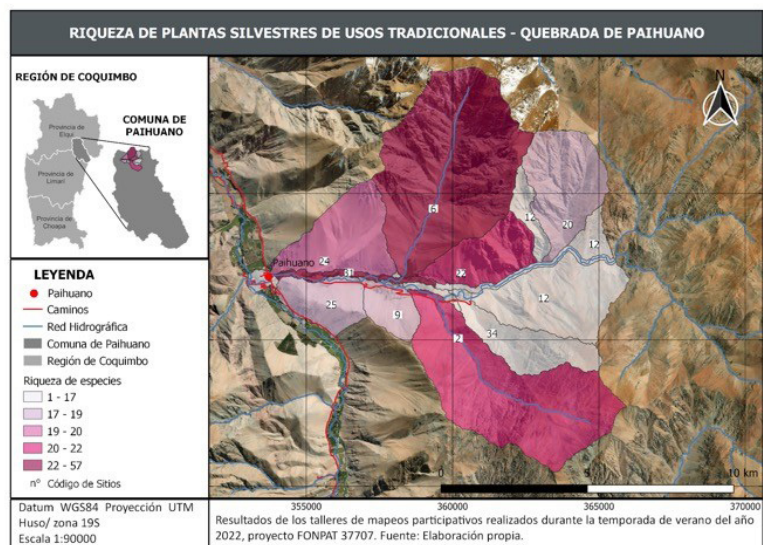 RIQUEZA DE PLANTAS SILVESTRES DE USOS TRADICIONALES - QUEBRADA DE PAIHUANO
REGIÓN DE COQUIMBO
COMUNA DE
PAIHUANO
Provincia de
Elqui
Provincia de
Limarí
Provincia de
Choapa
LEYENDA
Paihuano
Caminos
Red Hidrográfica
Comuna de Paihuano
Región de Coquimbo
Riqueza de especies
1 - 17
17 - 19
19 - 20
20 - 22
22 - 57
nº Código de Sitios
Datum WGS84 Proyección UTM
Huso/ zona 19S
Escala 1:90000
N
6
12
20
12
24
22
Paihuano
31
12
25
9
34
2
0 5 10 km
355000 360000 365000 370000
Resultados de los talleres de mapeos participativos realizados durante la temporada de verano del año
2022, proyecto FONPAT 37707. Fuente: Elaboración propia.